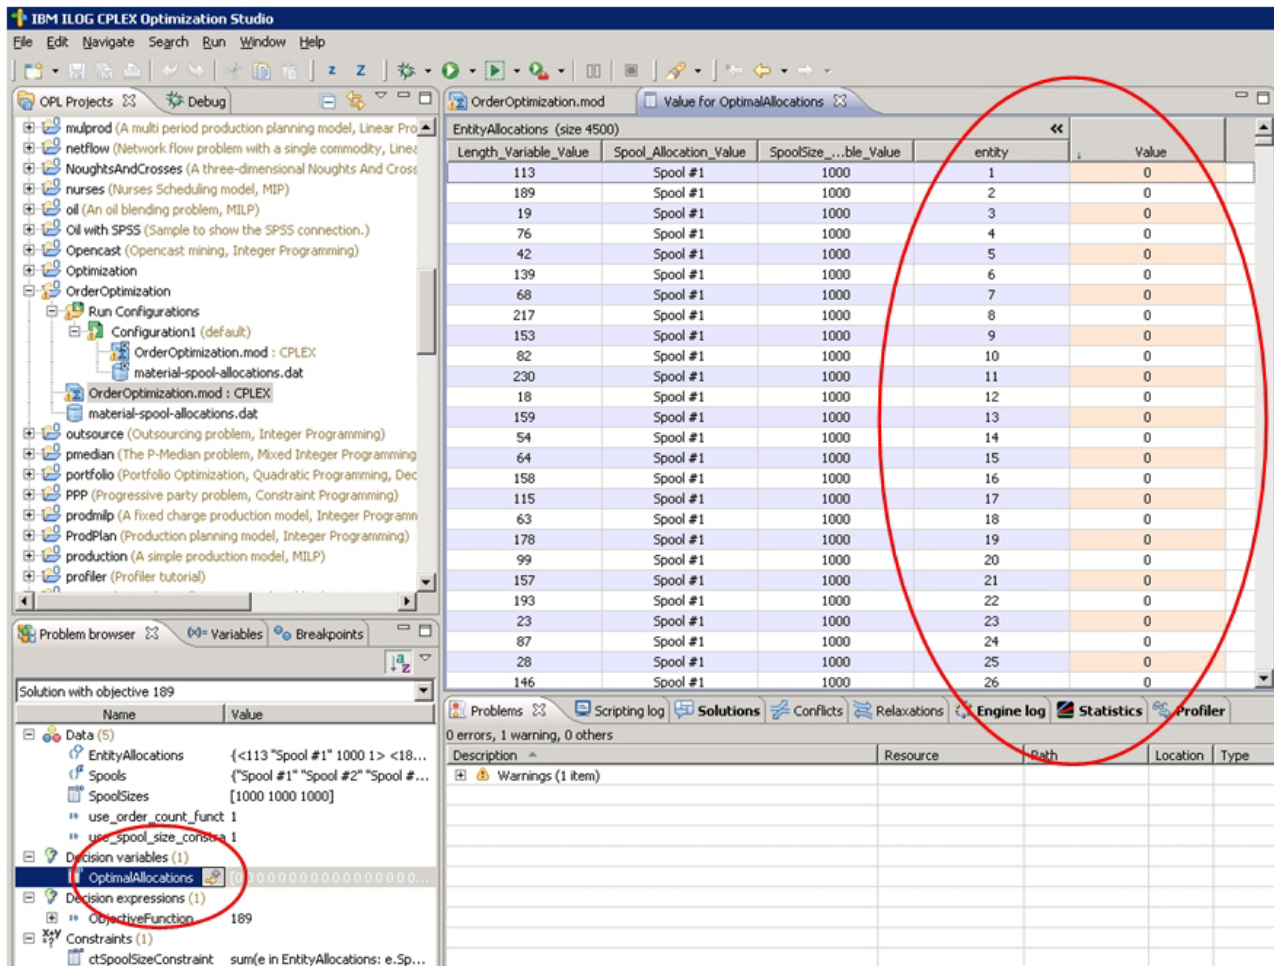 IBM ILOG CPLEX Optimization Studio
File Edit Navigate Search Run Window Help
OPL Projects Debug
mulprod (A multi period production planning model, Linear Pro
netflow (Network flow problem with a single commodity, Linea
NoughtsAndCrosses (A three-dimensional Noughts And Cross
nurses (Nurses Scheduling model, MIP)
oil (An oil blending problem, MILP)
Oil with SPSS (Sample to show the SPSS connection.)
Opencast (Opencast mining, Integer Programming)
Optimization
OrderOptimization
Run Configurations
Configuration1 (default)
OrderOptimization.mod : CPLEX
material-spool-allocations.dat
OrderOptimization.mod : CPLEX
material-spool-allocations.dat
outsource (Outsourcing problem, Integer Programming)
pmedian (The P-Median problem, Mixed Integer Programming
portfolio (Portfolio Optimization, Quadratic Programming, Dec
PPP (Progressive party problem, Constraint Programming)
prodmilp (A fixed charge production model, Integer Programm
ProdPlan (Production planning model, Integer Programming)
production (A simple production model, MILP)
profiler (Profiler tutorial)
OrderOptimization.mod Value for OptimalAllocations
EntityAllocations (size 4500) «
Length_Variable_Value Spool_Allocation_Value SpoolSize_...ble_Value entity Value
113 Spool #1 1000 1 0
189 Spool #1 1000 2 0
19 Spool #1 1000 3 0
76 Spool #1 1000 4 0
42 Spool #1 1000 5 0
139 Spool #1 1000 6 0
68 Spool #1 1000 7 0
217 Spool #1 1000 8 0
153 Spool #1 1000 9 0
82 Spool #1 1000 10 0
230 Spool #1 1000 11 0
18 Spool #1 1000 12 0
159 Spool #1 1000 13 0
54 Spool #1 1000 14 0
64 Spool #1 1000 15 0
158 Spool #1 1000 16 0
115 Spool #1 1000 17 0
63 Spool #1 1000 18 0
178 Spool #1 1000 19 0
99 Spool #1 1000 20 0
157 Spool #1 1000 21 0
193 Spool #1 1000 22 0
23 Spool #1 1000 23 0
87 Spool #1 1000 24 0
28 Spool #1 1000 25 0
146 Spool #1 1000 26 0
Problem browser (x)= Variables Breakpoints
Solution with objective 189
Name Value
Data (5)
EntityAllocations {<113 "Spool #1" 1000 1> <18...
Spools {"Spool #1" "Spool #2" "Spool #...
SpoolSizes [1000 1000 1000]
use_order_count_funct 1
use_spool_size_constra 1
Decision variables (1)
OptimalAllocations [0 0 0 0 0 0 0 0 0 0 0 0 0 0 0 0 0...
Decision expressions (1)
ObjectiveFunction 189
Constraints (1)
ctSpoolSizeConstraint sum(e in EntityAllocations: e.Sp...
Problems Scripting log Solutions Conflicts Relaxations Engine log Statistics Profiler
0 errors, 1 warning, 0 others
Description Resource Path Location Type
Warnings (1 item)